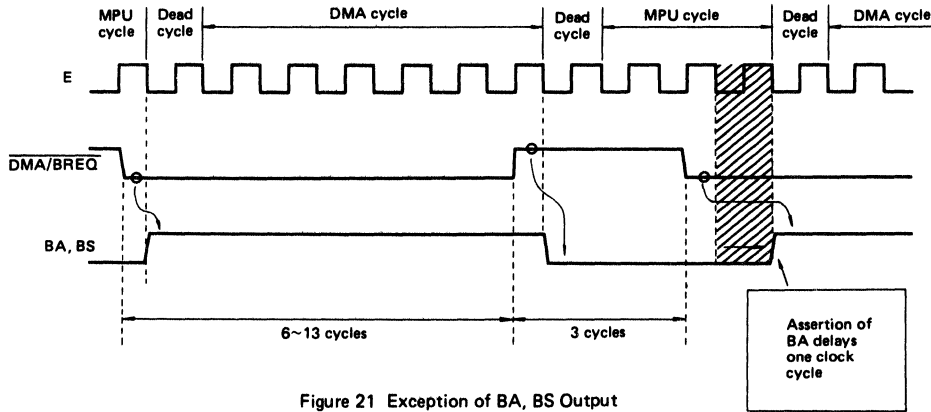 MPU cycle
Dead cycle
DMA cycle
Dead cycle
MPU cycle
Dead cycle
DMA cycle
E
DMA/BREQ
BA, BS
6~13 cycles
3 cycles
Assertion of
BA delays
one clock
cycle
Figure 21 Exception of BA, BS Output